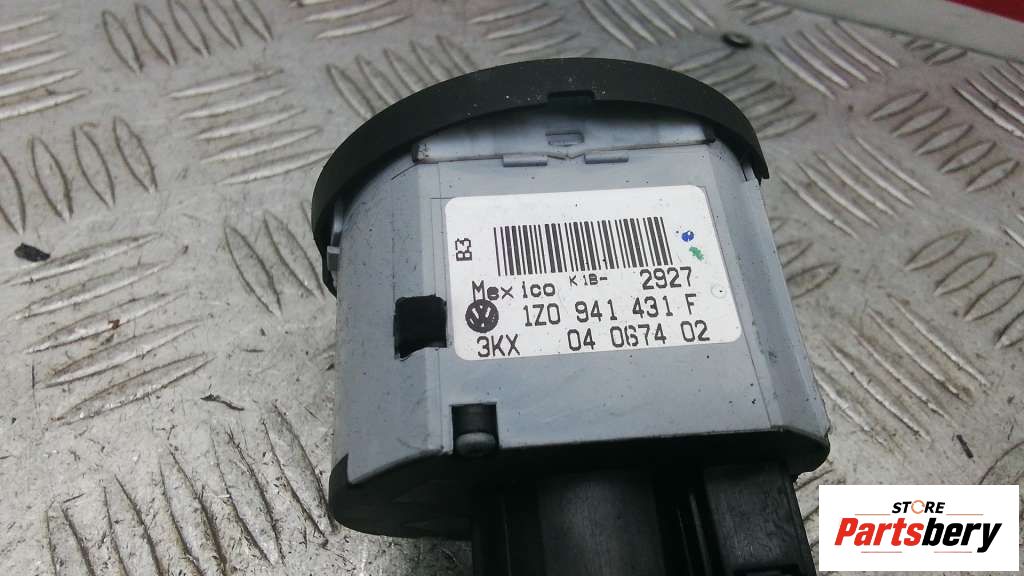 B3
Mexico K1B- 2927
1Z0 941 431 F
3KX 04 0674 02
STORE
Partsbery